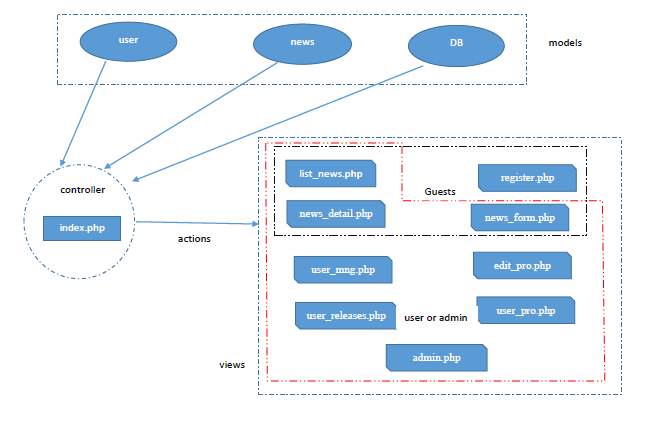 user
news
DB
models
controller
index.php
actions
list_news.php
register.php
Guests
news_detail.php
news_form.php
user_mng.php
edit_pro.php
user_releases.php
user or admin
user_pro.php
admin.php
views